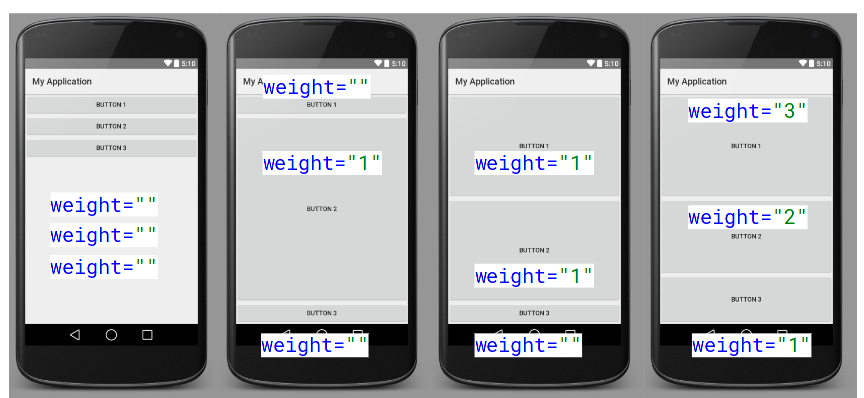 5:10
My Application
BUTTON 1
BUTTON 2
BUTTON 3
weight=""
weight=""
weight=""
5:10
My A
weight=""
BUTTON 1
weight="1"
BUTTON 2
BUTTON 3
weight=""
5:10
My Application
BUTTON 1
weight="1"
BUTTON 2
weight="1"
BUTTON 3
weight=""
5:10
My Application
weight="3"
BUTTON 1
weight="2"
BUTTON 2
BUTTON 3
weight="1"